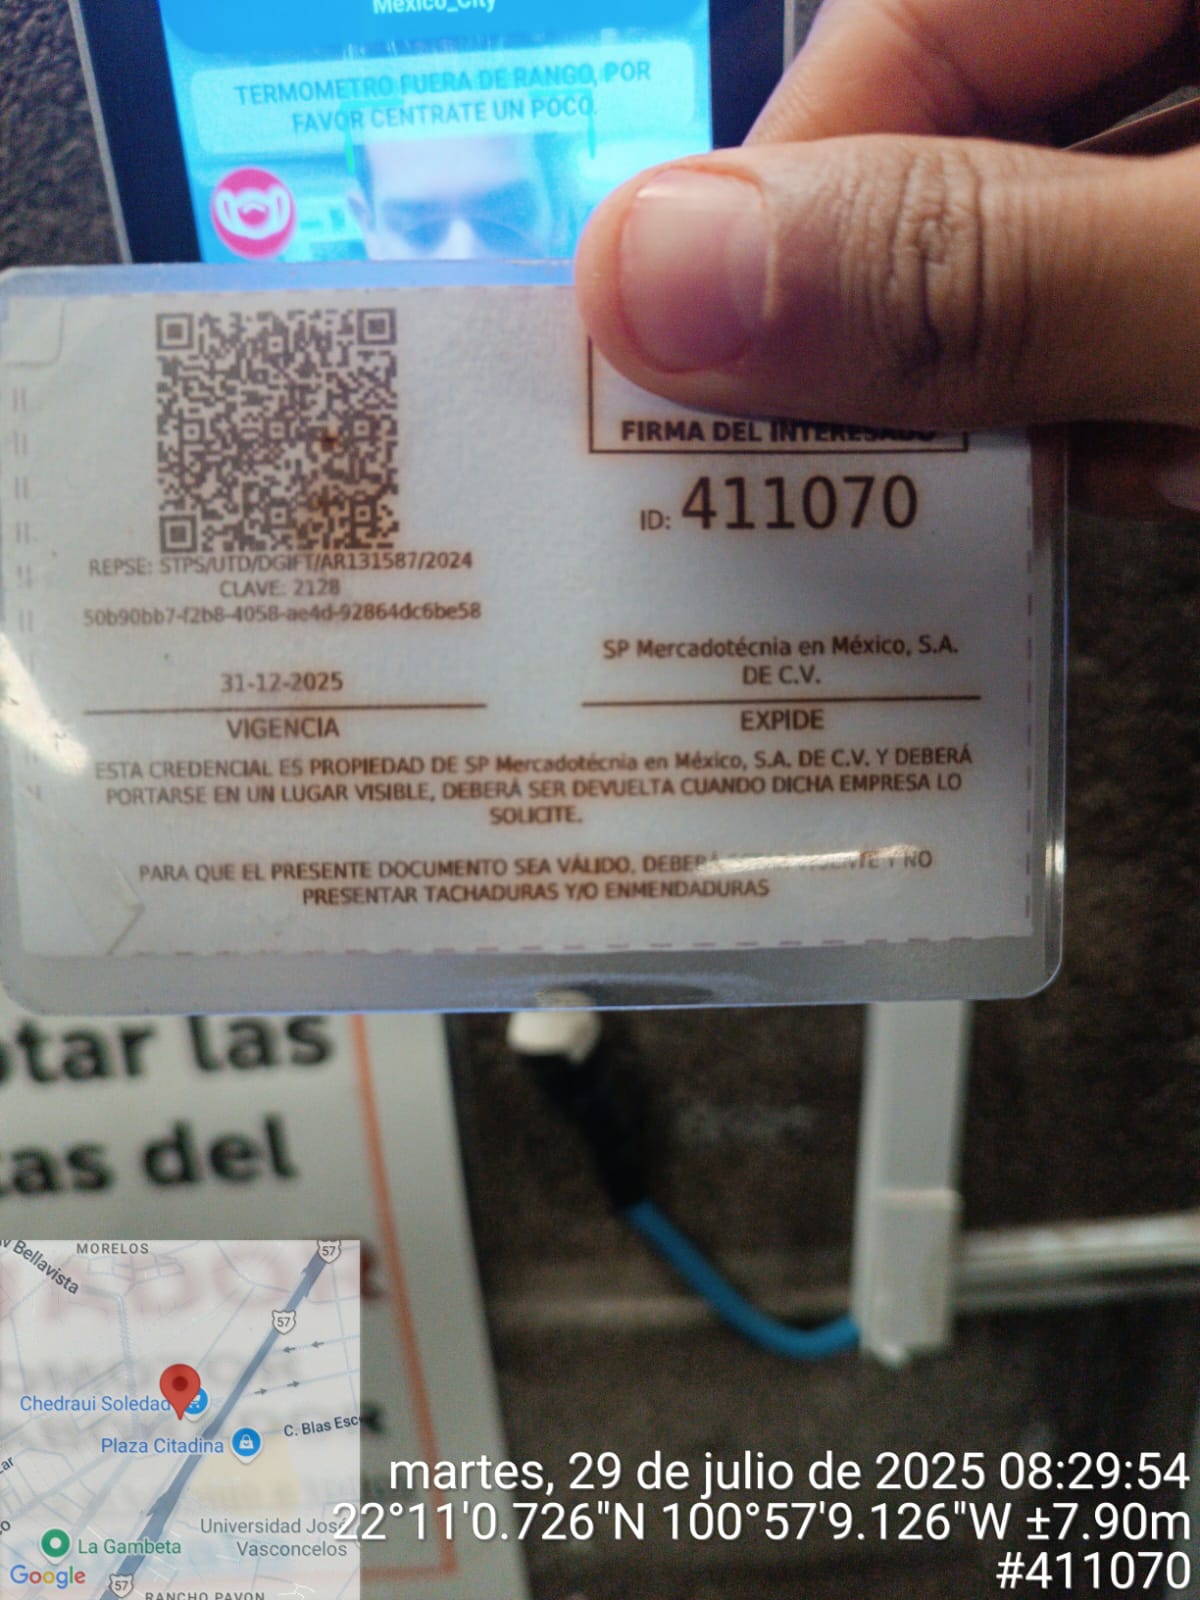 Mexico_City
TERMOMETRO FUERA DE RANGO, POR
FAVOR CENTRATE UN POCO.
FIRMA DEL INTERESADO
ID: 411070
REPSE: STPS/UTD/DGIFT/AR131587/2024
CLAVE: 2128
50b90bb7-f2b8-4058-ae4d-92864dc6be58
31-12-2025
VIGENCIA
SP Mercadotécnia en México, S.A.
DE C.V.
EXPIDE
ESTA CREDENCIAL ES PROPIEDAD DE SP Mercadotécnia en México, S.A. DE C.V. Y DEBERÁ
PORTARSE EN UN LUGAR VISIBLE, DEBERÁ SER DEVUELTA CUANDO DICHA EMPRESA LO
SOLICITE.
PARA QUE EL PRESENTE DOCUMENTO SEA VÁLIDO, DEBERÁ Y NO
PRESENTAR TACHADURAS Y/O ENMENDADURAS
las
del
MORELOS
57
Bellavista
57
Chedraui Soledad
Plaza Citadina
C. Blas Esc
La Gambeta
Universidad José
Vasconcelos
Google
57
RANCHO PAVON
martes, 29 de julio de 2025 08:29:54
22°11'0.726"N 100°57'9.126"W ±7.90m
#411070